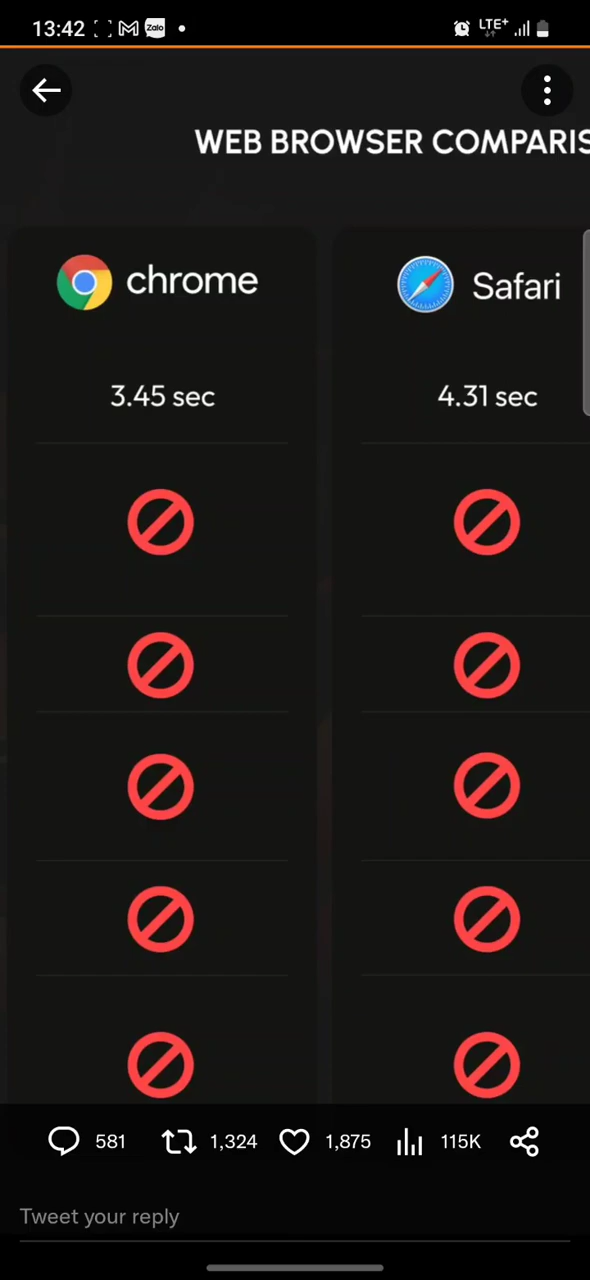 13:42 Zalo LTE+
WEB BROWSER COMPARIS
chrome
Safari
3.45 sec
4.31 sec
581 1,324 1,875 115K
Tweet your reply